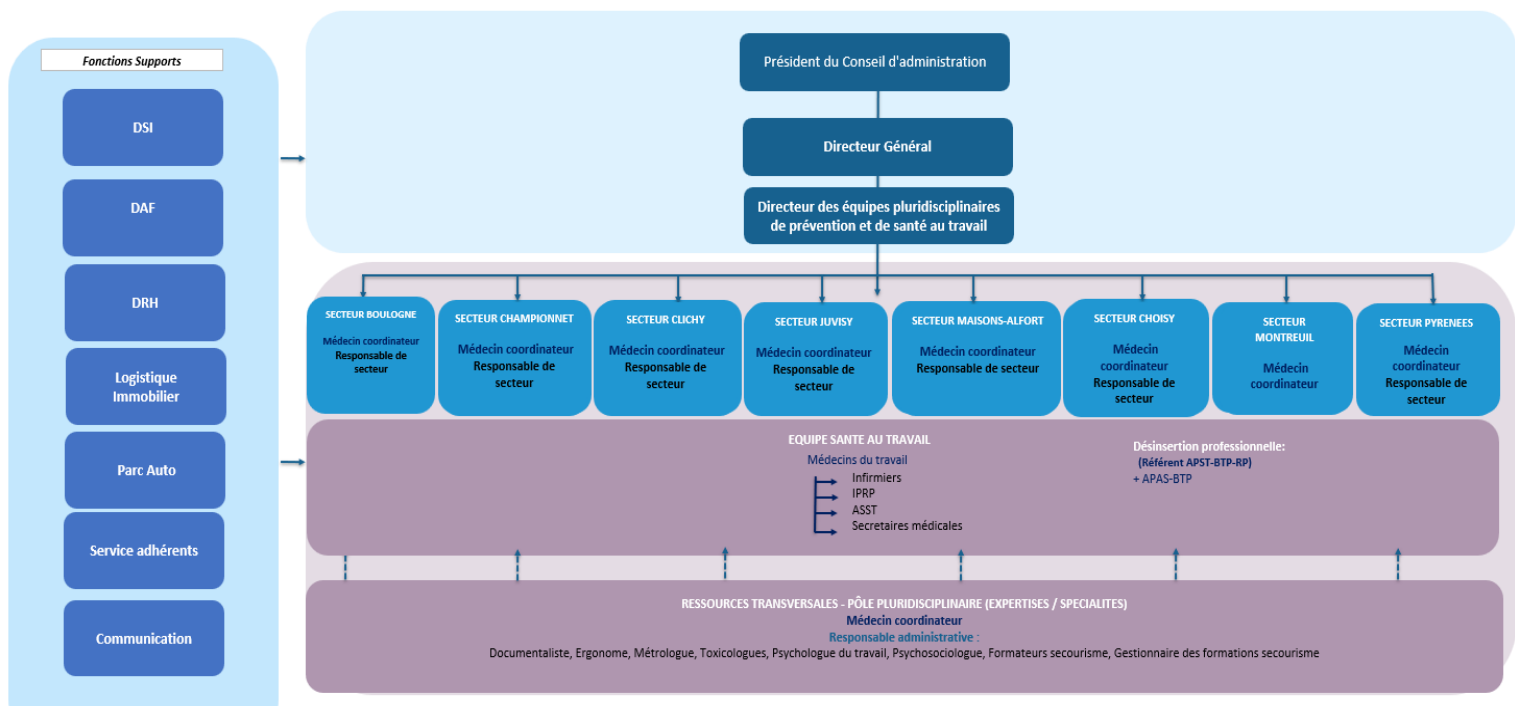 Fonctions Supports
DSI
DAF
DRH
Logistique
Immobilier
Parc Auto
Service adhérents
Communication
Président du Conseil d'administration
Directeur Général
Directeur des équipes pluridisciplinaires
de prévention et de santé au travail
SECTEUR BOULOGNE
Médecin coordinateur
Responsable de
secteur
SECTEUR CHAMPIONNET
Médecin coordinateur
Responsable de
secteur
SECTEUR CLICHY
Médecin coordinateur
Responsable de
secteur
SECTEUR JUVISY
Médecin coordinateur
Responsable de
secteur
SECTEUR MAISONS-ALFORT
Médecin coordinateur
Responsable de secteur
SECTEUR CHOISY
Médecin
coordinateur
Responsable de
secteur
SECTEUR
MONTREUIL
Médecin
coordinateur
SECTEUR PYRENEES
Médecin
coordinateur
Responsable de
secteur
EQUIPE SANTE AU TRAVAIL
Médecins du travail
Infirmiers
IPRP
ASST
Secretaires médicales
Désinsertion professionnelle:
(Référent APST-BTP-RP)
+ APAS-BTP
RESSOURCES TRANSVERSALES - PÔLE PLURIDISCIPLINAIRE (EXPERTISES / SPECIALITES)
Médecin coordinateur
Responsable administrative :
Documentaliste, Ergonome, Métrologue, Toxicologues, Psychologue du travail, Psychosociologue, Formateurs secourisme, Gestionnaire des formations secourisme